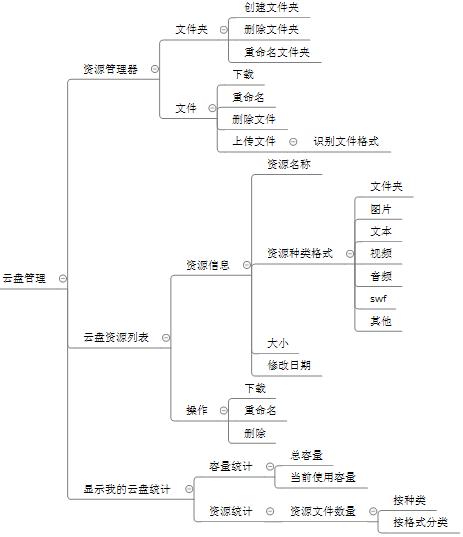 云盘管理
资源管理器
文件夹
创建文件夹
删除文件夹
重命名文件夹
文件
下载
重命名
删除文件
上传文件
识别文件格式
云盘资源列表
资源信息
资源名称
资源种类格式
文件夹
图片
文本
视频
音频
swf
其他
大小
修改日期
操作
下载
重命名
删除
显示我的云盘统计
容量统计
总容量
当前使用容量
资源统计
资源文件数量
按种类
按格式分类